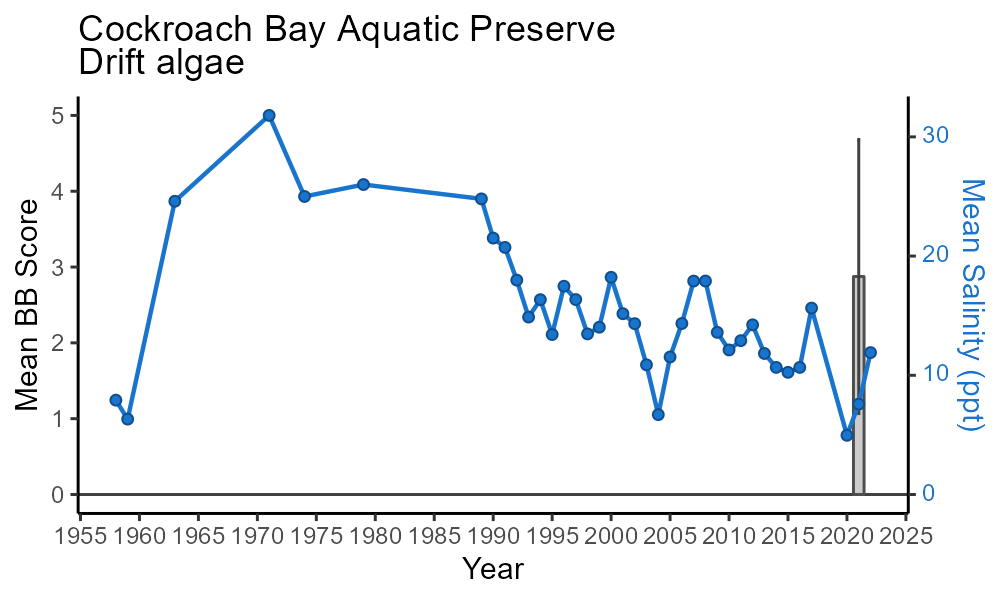 Cockroach Bay Aquatic Preserve
Drift algae
5
4
3
2
1
0
Mean BB Score
30
20
10
0
Mean Salinity (ppt)
1955 1960 1965 1970 1975 1980 1985 1990 1995 2000 2005 2010 2015 2020 2025
Year